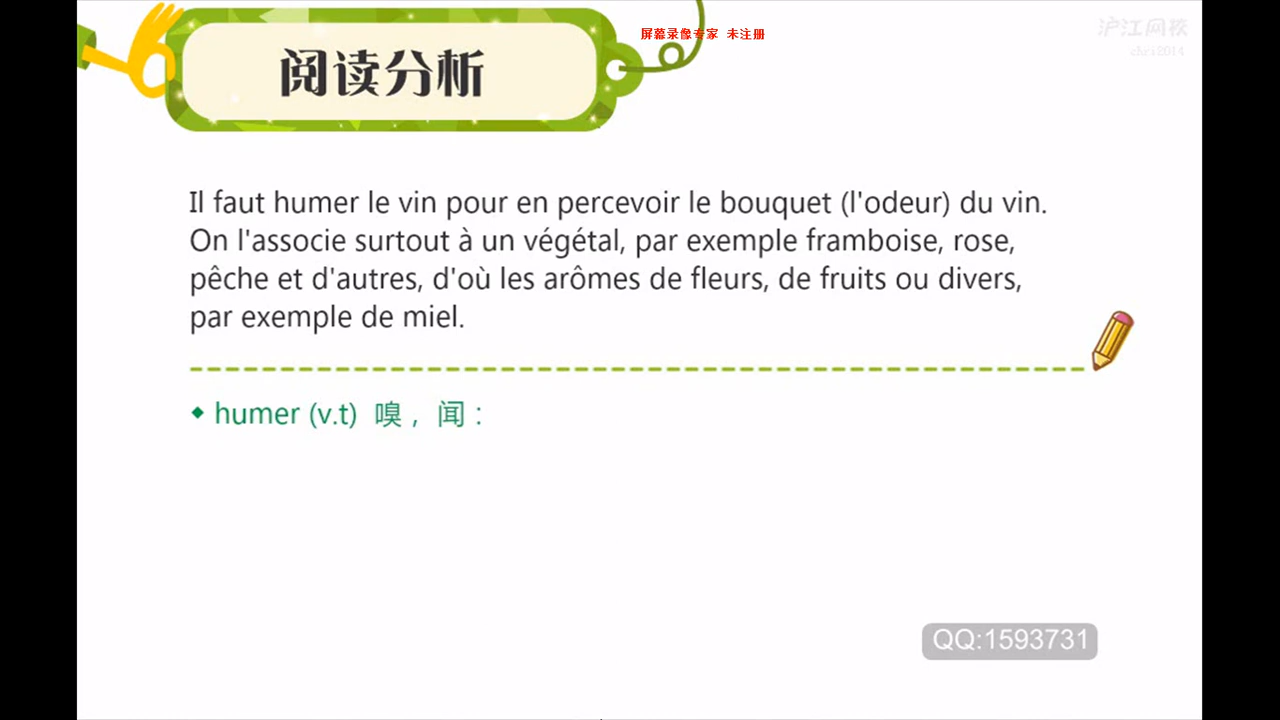 阅读分析
屏幕录像专家 未注册
沪江网校
chri2014
Il faut humer le vin pour en percevoir le bouquet (l'odeur) du vin.
On l'associe surtout à un végétal, par exemple framboise, rose,
pêche et d'autres, d'où les arômes de fleurs, de fruits ou divers,
par exemple de miel.
humer (v.t) 嗅，闻：
QQ:1593731